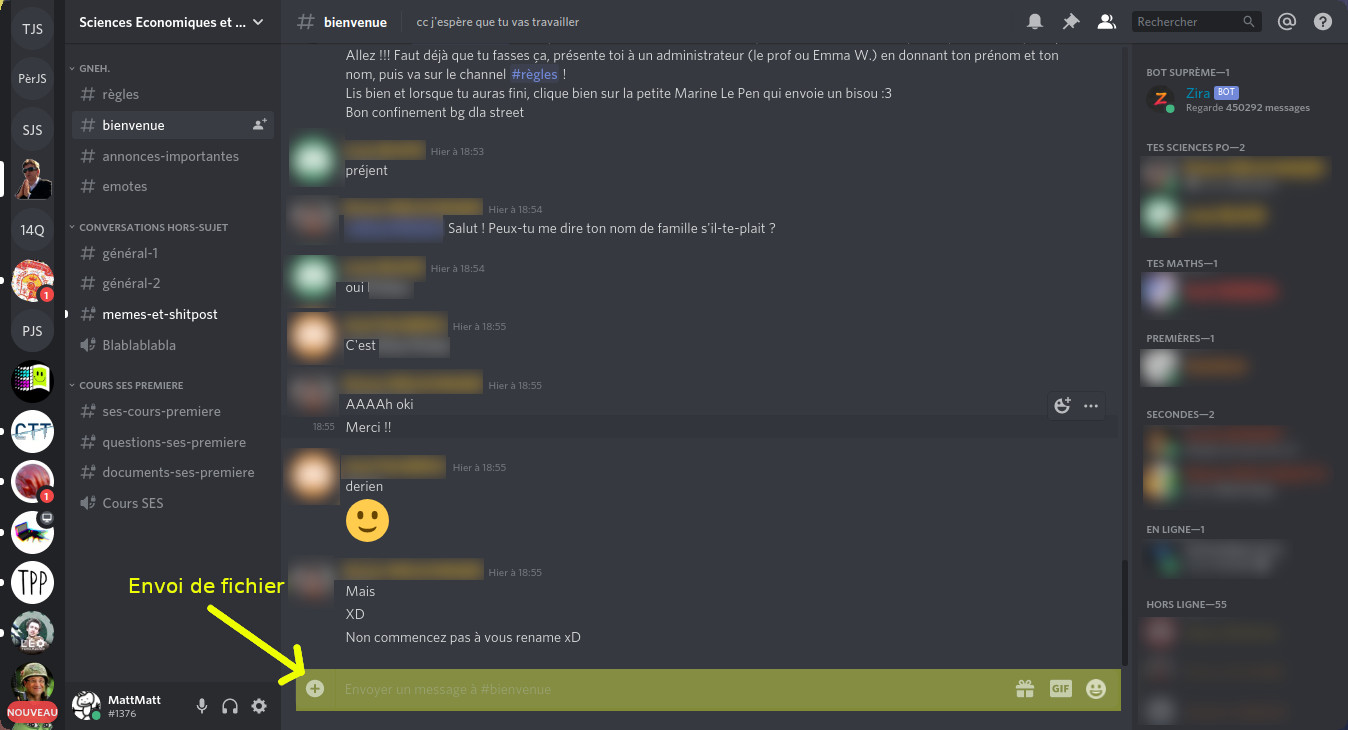 TJS
PèrJS
SJS
14Q
1
PJS
CTT
1
TPP
LEO
NOUVEAU
Sciences Economiques et ...
GNEH.
règles
bienvenue
annonces-importantes
emotes
CONVERSATIONS HORS-SUJET
général-1
général-2
memes-et-shitpost
Blablablabla
COURS SES PREMIERE
ses-cours-premiere
questions-ses-premiere
documents-ses-premiere
Cours SES
Envoi de fichier
MattMatt
#1376
bienvenue
cc j'espère que tu vas travailler
Rechercher
Allez !!! Faut déjà que tu fasses ça, présente toi à un administrateur (le prof ou Emma W.) en donnant ton prénom et ton
nom, puis va sur le channel #règles !
Lis bien et lorsque tu auras fini, clique bien sur la petite Marine Le Pen qui envoie un bisou :3
Bon confinement bg dla street
Hier à 18:53
préjent
Hier à 18:54
Salut ! Peux-tu me dire ton nom de famille s'il-te-plait ?
Hier à 18:54
oui
Hier à 18:55
C'est
Hier à 18:55
AAAAh oki
18:55 Merci !!
Hier à 18:55
derien
Hier à 18:55
Mais
XD
Non commencez pas à vous rename xD
Envoyer un message à #bienvenue
GIF
BOT SUPRÈME—1
Z
Zira BOT
Regarde 450292 messages
TES SCIENCES PO—2
TES MATHS—1
PREMIÈRES—1
SECONDES—2
EN LIGNE—1
HORS LIGNE—55